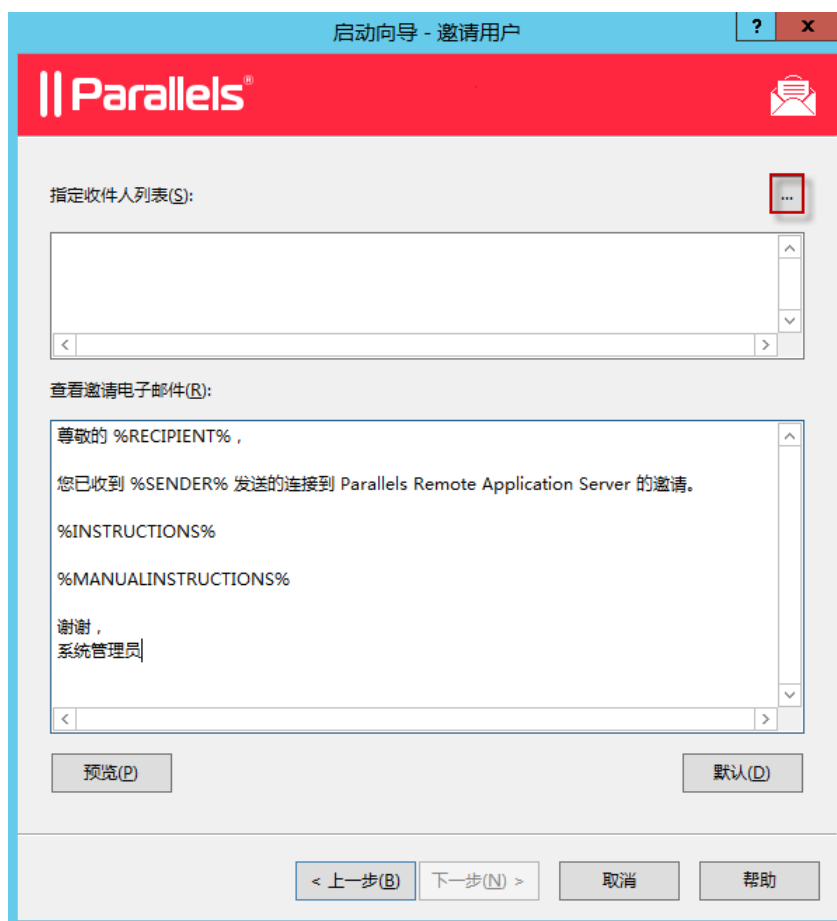 启动向导 - 邀请用户
? x
|| Parallels®
指定收件人列表(S):
...
查看邀请电子邮件(R):
尊敬的 %RECIPIENT%，
您已收到 %SENDER% 发送的连接到 Parallels Remote Application Server 的邀请。
%INSTRUCTIONS%
%MANUALINSTRUCTIONS%
谢谢，
系统管理员
预览(P) 默认(D)
< 上一步(B) 下一步(N) > 取消 帮助